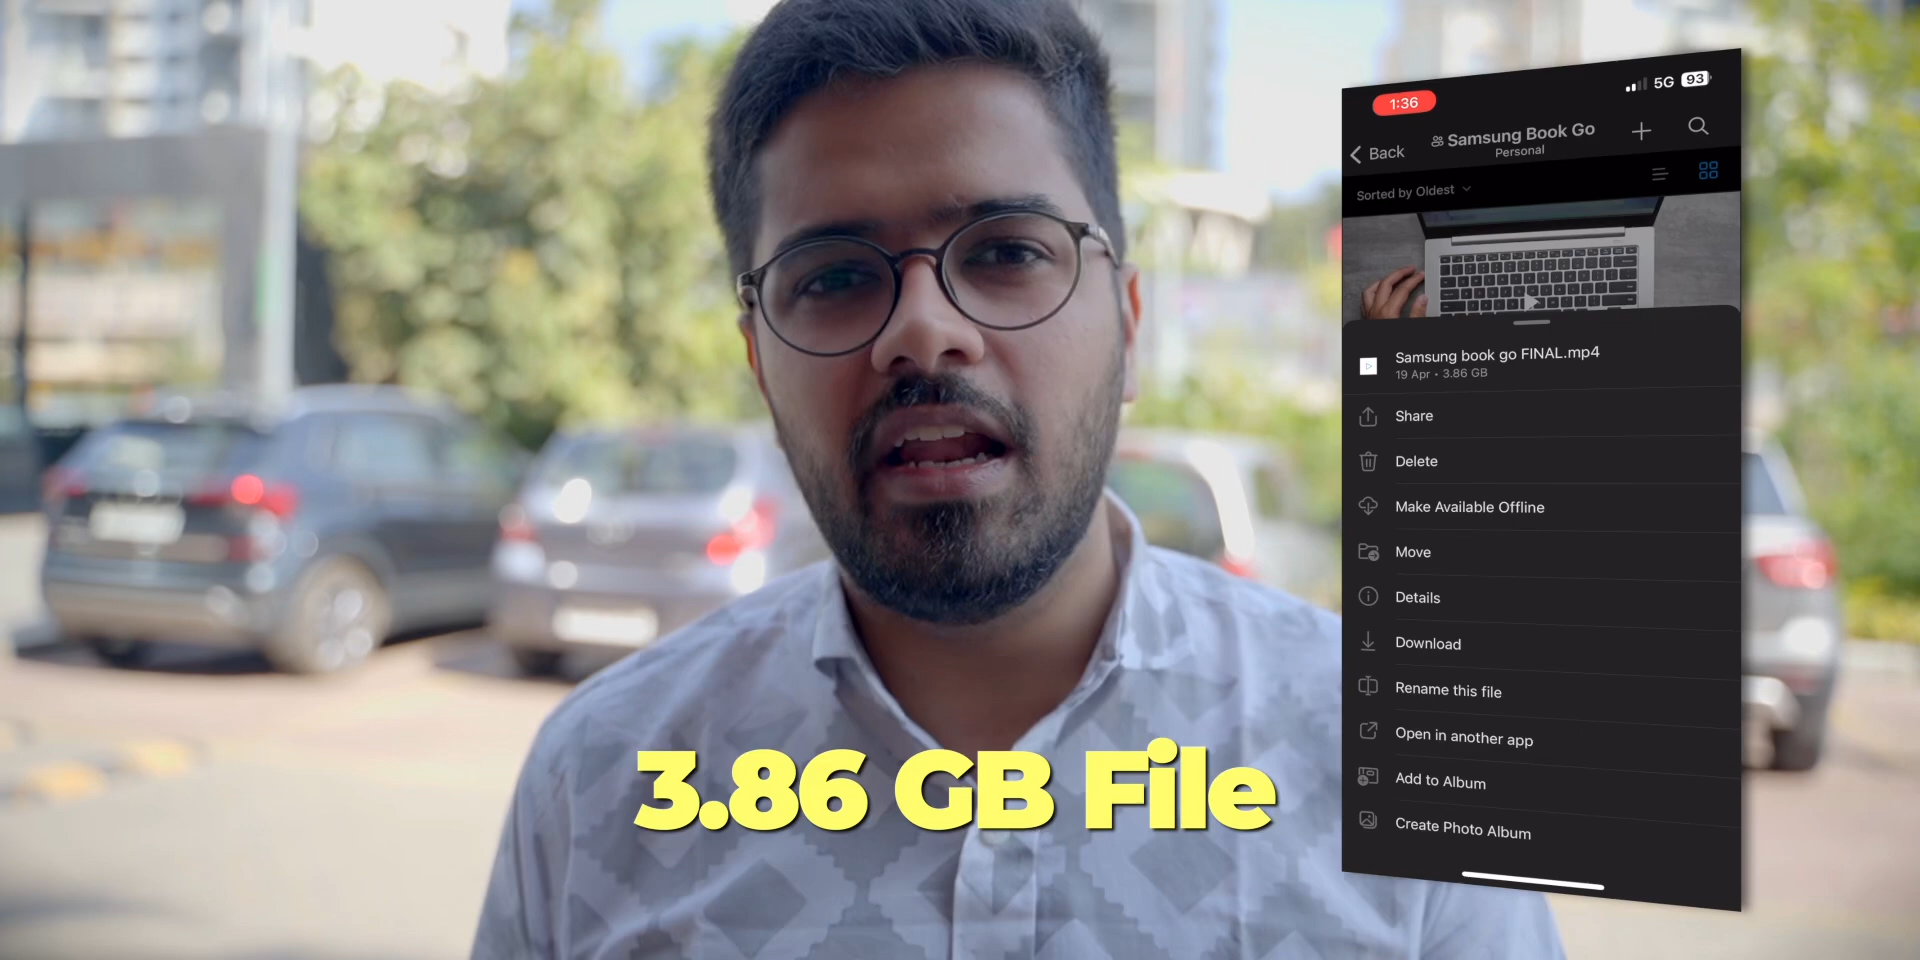 1:36
5G 93
Back
Samsung Book Go
Personal
Sorted by Oldest
Samsung book go FINAL.mp4
19 Apr • 3.86 GB
Share
Delete
Make Available Offline
Move
Details
Download
Rename this file
Open in another app
Add to Album
Create Photo Album
3.86 GB File